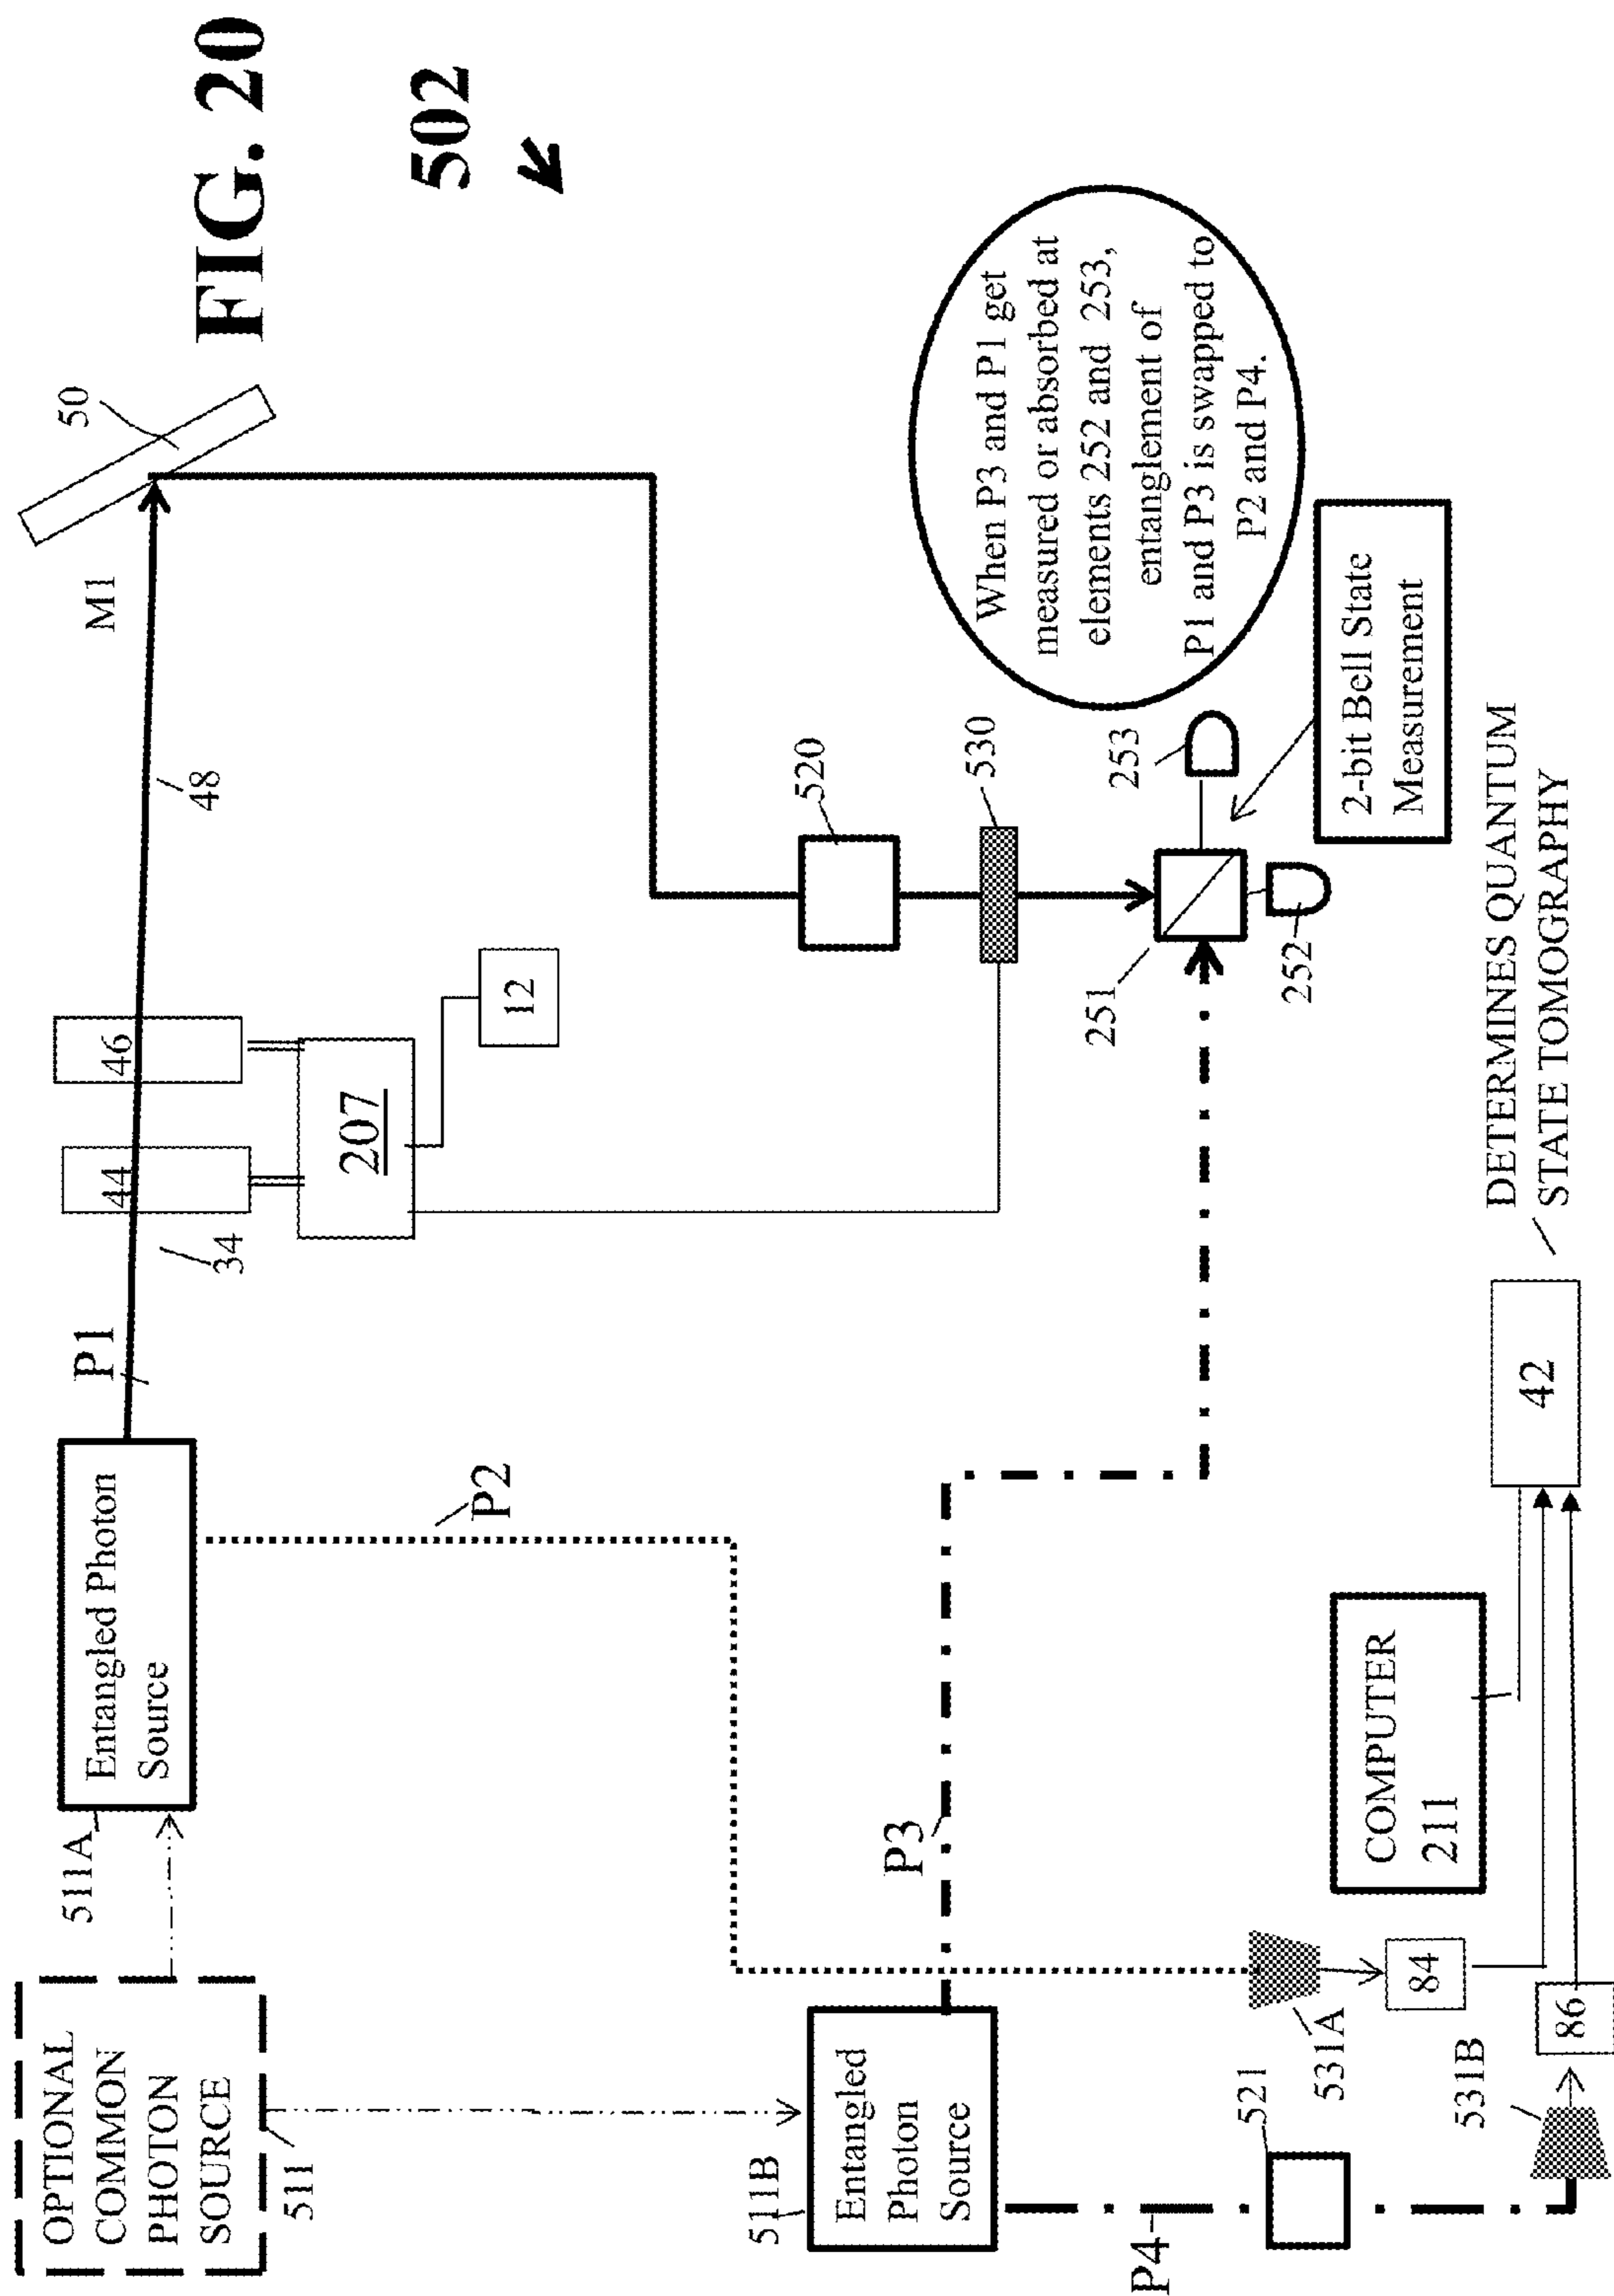 FIG. 20
502
OPTIONAL
COMMON
PHOTON
SOURCE
511
511A
Entangled Photon
Source
P1
34
44
46
48
M1
50
207
12
P2
511B
Entangled
Photon
Source
P3
P4
520
530
251
252
253
When P3 and P1 get
measured or absorbed at
elements 252 and 253,
entanglement of
P1 and P3 is swapped to
P2 and P4.
2-bit Bell State
Measurement
521
531A
84
531B
86
COMPUTER
211
42
DETERMINES QUANTUM
STATE TOMOGRAPHY